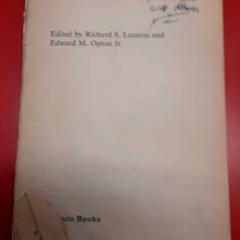 Edited by Richard S. Lazarus and
Edward M. Opton Jr
uin Books